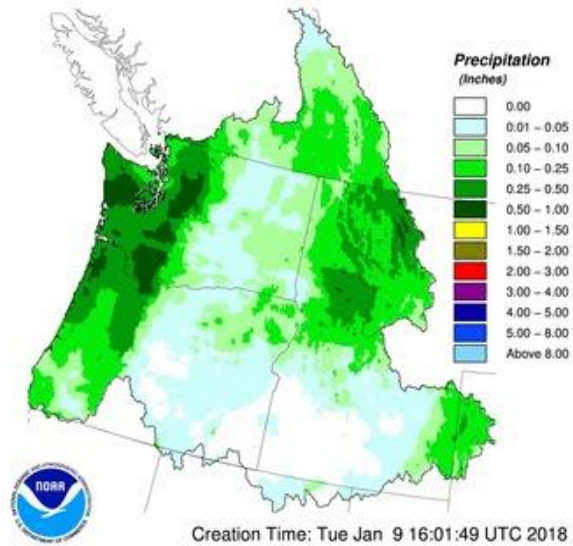 Precipitation
(Inches)
0.00
0.01 – 0.05
0.05 – 0.10
0.10 – 0.25
0.25 – 0.50
0.50 – 1.00
1.00 – 1.50
1.50 – 2.00
2.00 – 3.00
3.00 – 4.00
4.00 – 5.00
5.00 – 8.00
Above 8.00
NOAA
Creation Time: Tue Jan 9 16:01:49 UTC 2018